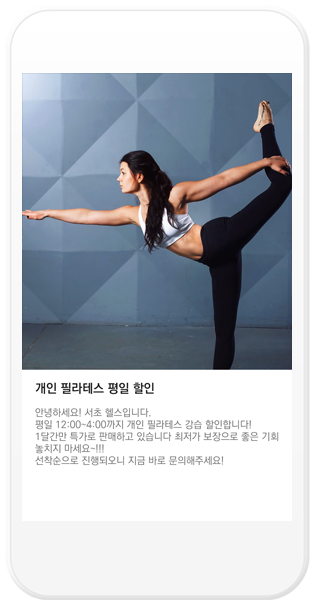 개인 필라테스 평일 할인
안녕하세요! 서초 헬스입니다.
평일 12:00~4:00까지 개인 필라테스 강습 할인합니다!
1달간만 특가로 판매하고 있습니다 최저가 보장으로 좋은 기회
놓치지 마세요~!!!
선착순으로 진행되오니 지금 바로 문의해주세요!